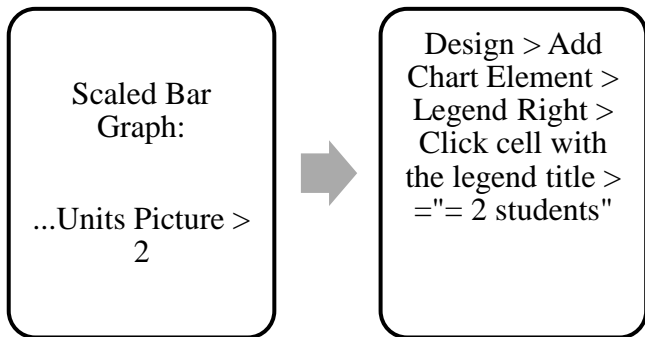 Scaled Bar
Graph:
...Units Picture >
2
Design > Add
Chart Element >
Legend Right >
Click cell with
the legend title >
="= 2 students"